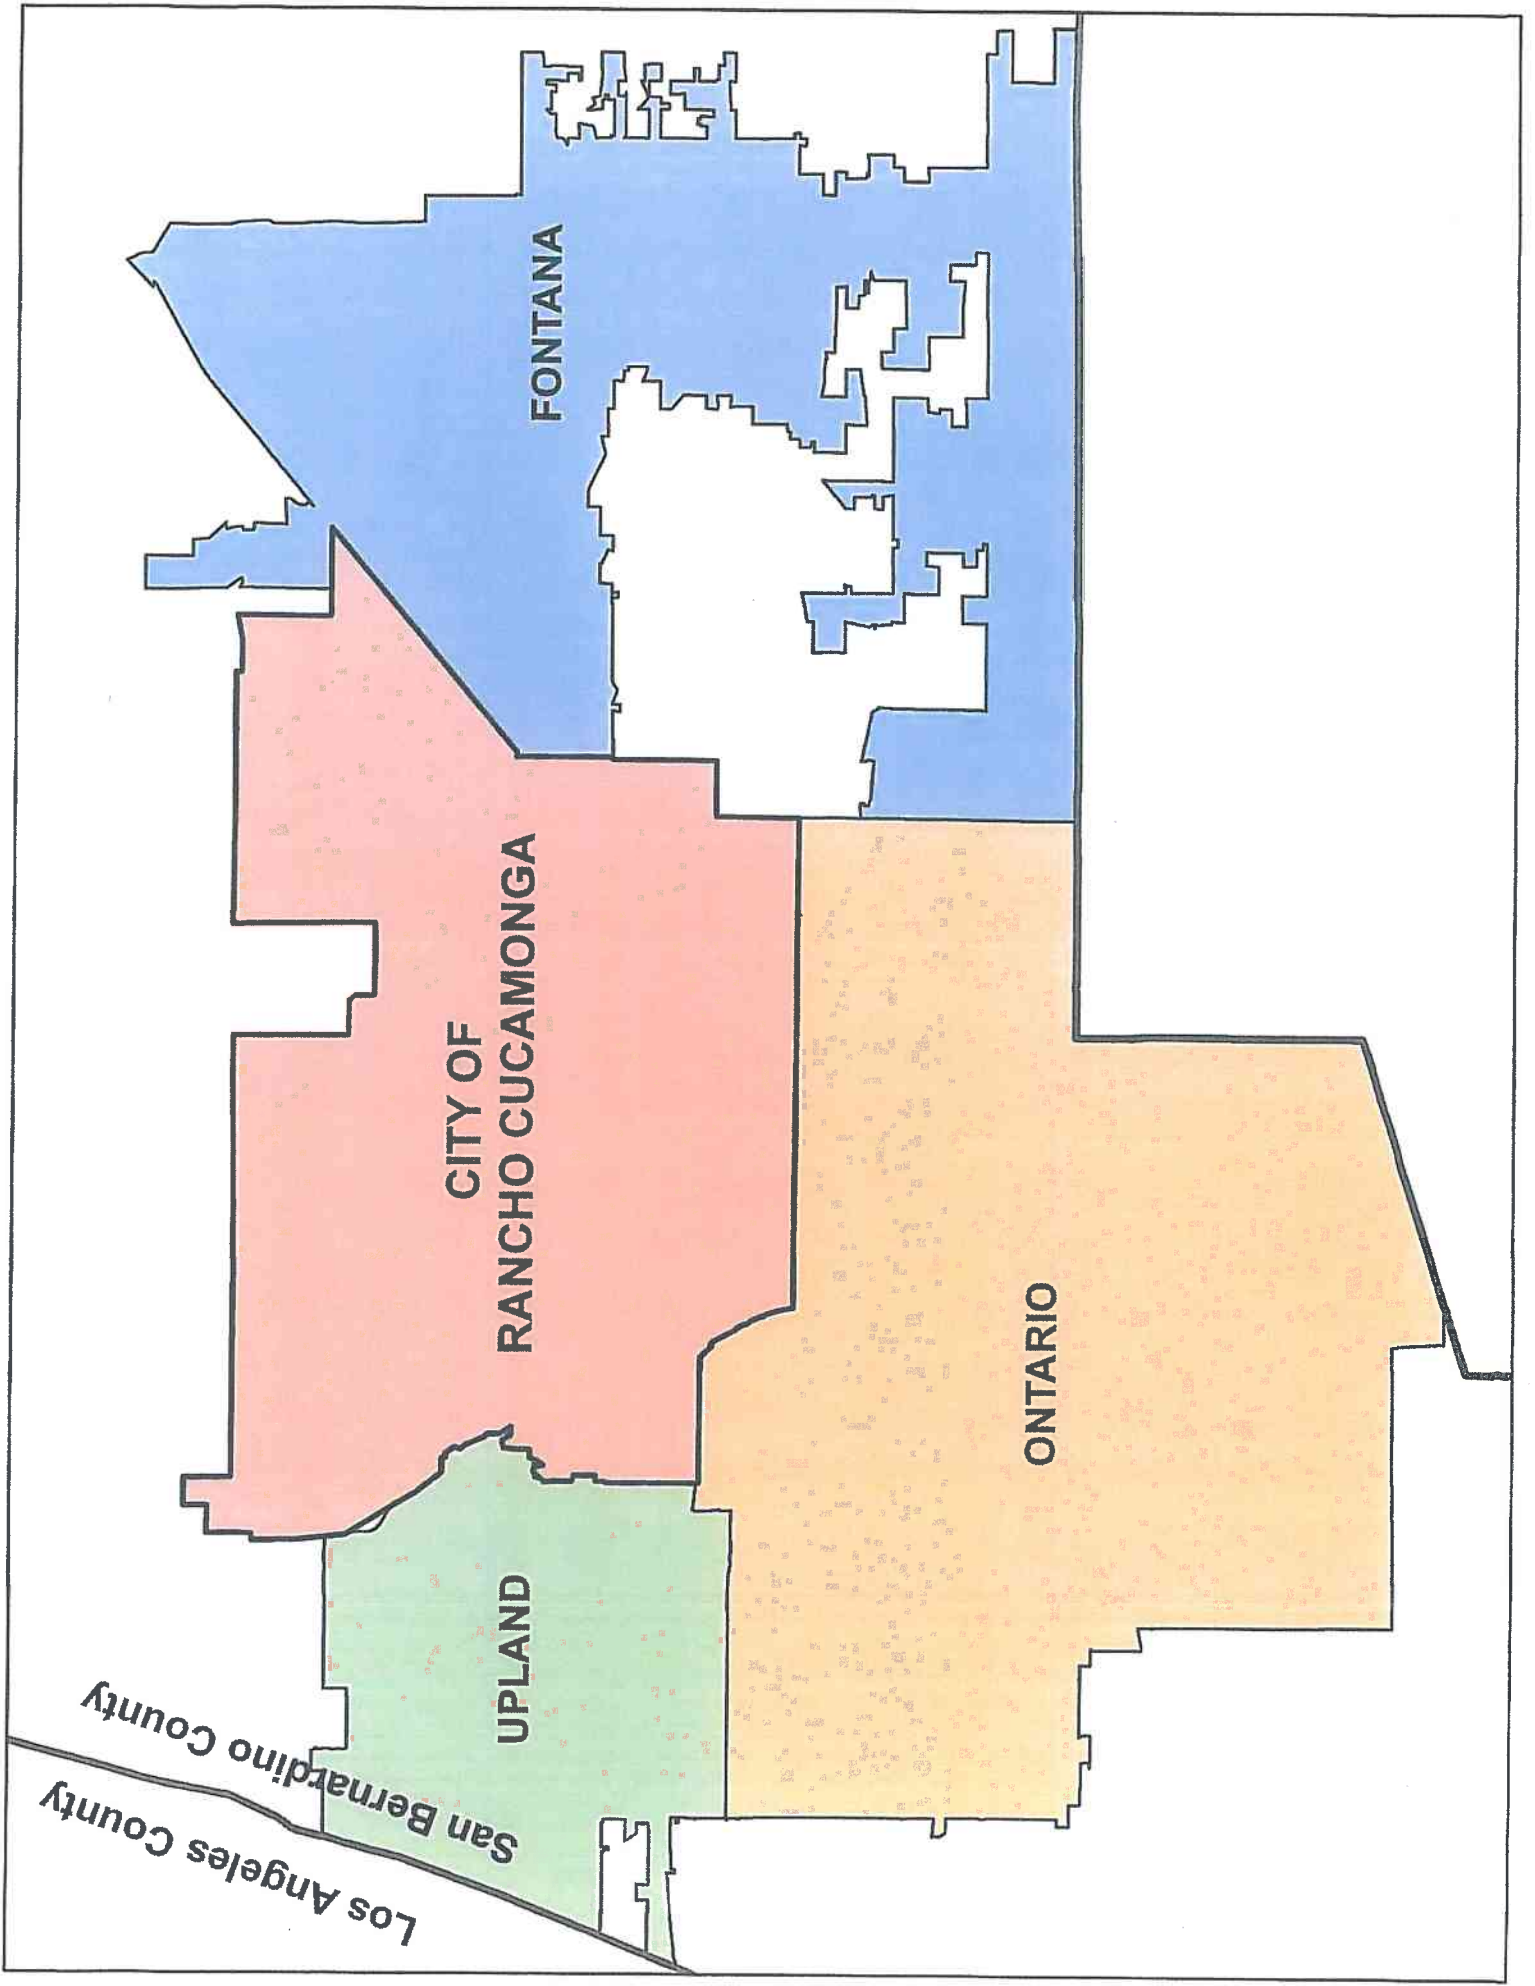 FONTANA
CITY OF
RANCHO CUCAMONGA
ONTARIO
UPLAND
San Bernardino County
Los Angeles County